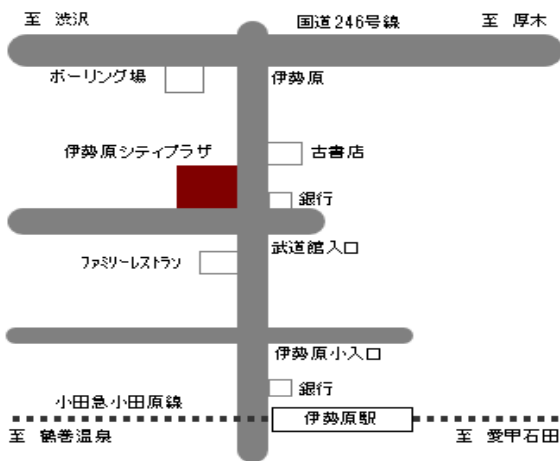 至 渋沢
国道246号線
至 厚木
ボーリング場
伊勢原
伊勢原シティプラザ
古書店
銀行
武道館入口
ファミリーレストラン
伊勢原小入口
銀行
小田急小田原線
伊勢原駅
至 鶴巻温泉
至 愛甲石田